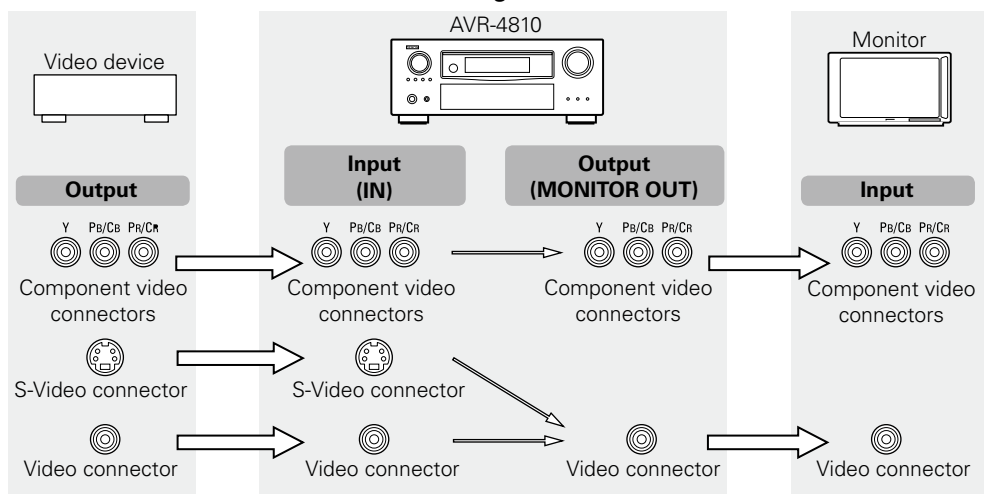 AVR-4810
Video device
Monitor
Output
Input
(IN)
Output
(MONITOR OUT)
Input
Y PB/CB PR/CR
Y PB/CB PR/CR
Y PB/CB PR/CR
Y PB/CB PR/CR
Component video
connectors
Component video
connectors
Component video
connectors
Component video
connectors
S-Video connector
S-Video connector
Video connector
Video connector
Video connector
Video connector